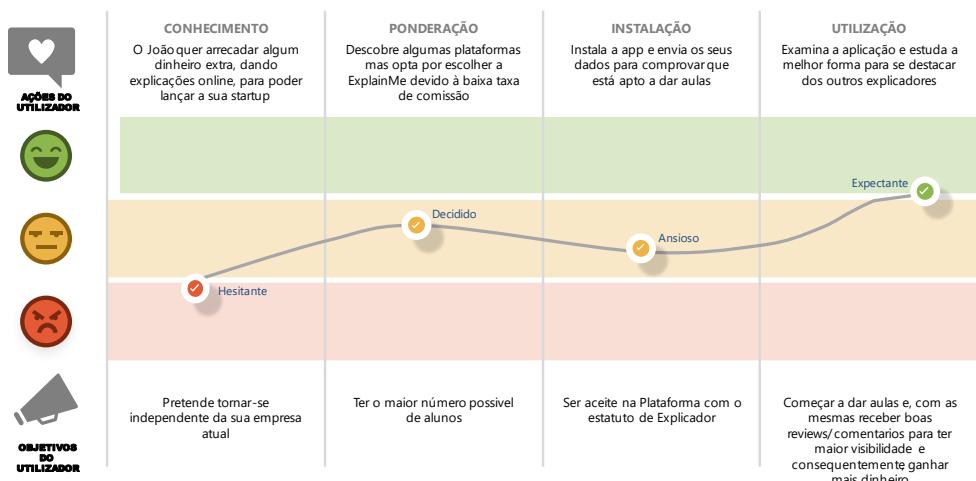 CONHECIMENTO
O João quer arrecadar algum
dinheiro extra, dando
explicações online, para poder
lançar a sua startup
PONDERAÇÃO
Descobre algumas plataformas
mas opta por escolher a
ExplainMe devido à baixa taxa
de comissão
INSTALAÇÃO
Instala a app e envia os seus
dados para comprovar que
está apto a dar aulas
UTILIZAÇÃO
Examina a aplicação e estuda a
melhor forma para se destacar
dos outros explicadores
AÇÕES DO
UTILIZADOR
Hesitante
Decidido
Ansioso
Expectante
OBJETIVOS
DO
UTILIZADOR
Pretende tornar-se
independente da sua empresa
atual
Ter o maior número possivel
de alunos
Ser aceite na Plataforma com o
estatuto de Explicador
Começar a dar aulas e, com as
mesmas receber boas
reviews/comentarios para ter
maior visibilidade e
consequentemente ganhar
mais dinheiro